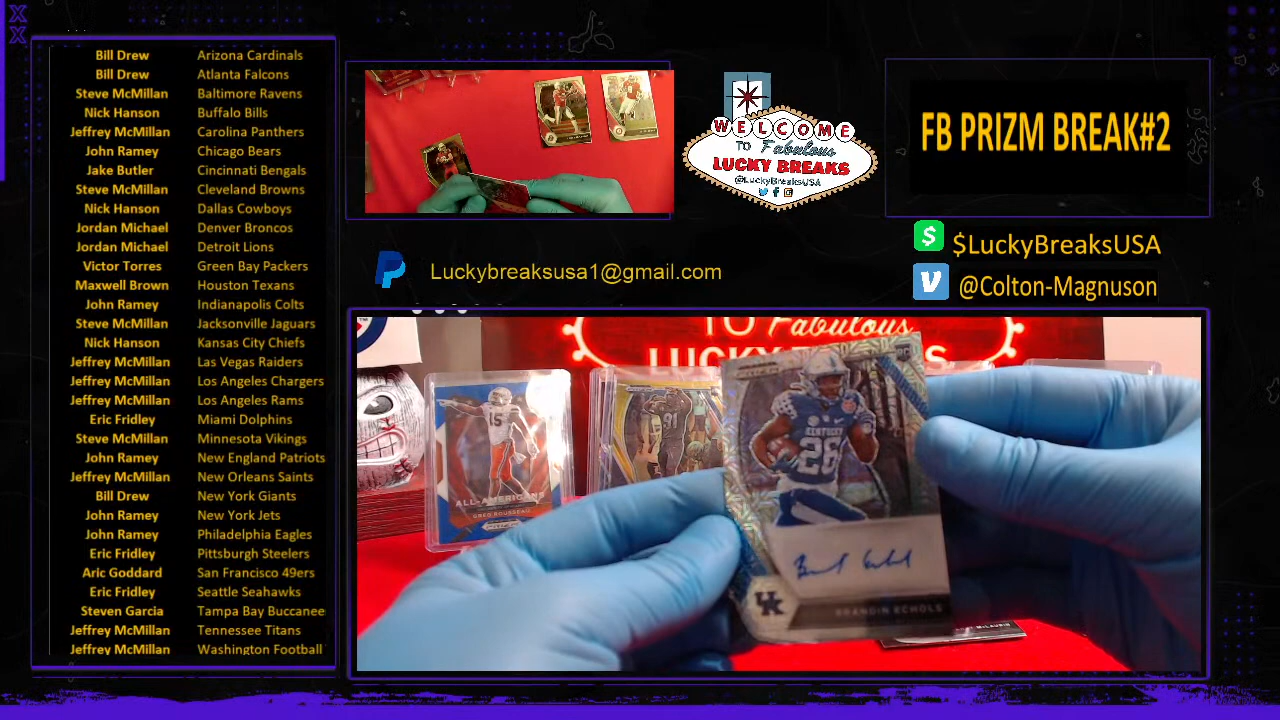 Bill Drew Arizona Cardinals
Bill Drew Atlanta Falcons
Steve McMillan Baltimore Ravens
Nick Hanson Buffalo Bills
Jeffrey McMillan Carolina Panthers
John Ramey Chicago Bears
Jake Butler Cincinnati Bengals
Steve McMillan Cleveland Browns
Nick Hanson Dallas Cowboys
Jordan Michael Denver Broncos
Jordan Michael Detroit Lions
Victor Torres Green Bay Packers
Maxwell Brown Houston Texans
John Ramey Indianapolis Colts
Steve McMillan Jacksonville Jaguars
Nick Hanson Kansas City Chiefs
Jeffrey McMillan Las Vegas Raiders
Jeffrey McMillan Los Angeles Chargers
Jeffrey McMillan Los Angeles Rams
Eric Fridley Miami Dolphins
Steve McMillan Minnesota Vikings
John Ramey New England Patriots
Jeffrey McMillan New Orleans Saints
Bill Drew New York Giants
John Ramey New York Jets
John Ramey Philadelphia Eagles
Eric Fridley Pittsburgh Steelers
Aric Goddard San Francisco 49ers
Eric Fridley Seattle Seahawks
Steven Garcia Tampa Bay Buccanee
Jeffrey McMillan Tennessee Titans
Jeffrey McMillan Washington Football
WELCOME
TO Fabulous
LUCKY BREAKS
@LuckyBreaksUSA
FB PRIZM BREAK#2
$LuckyBreaksUSA
@Colton-Magnuson
Luckybreaksusa1@gmail.com
TO Fabulous
15
ALL-AMERICANS
GREG ROUSSEAU
91
KENTUCKY
26
UK
BRANDIN ECHOLS